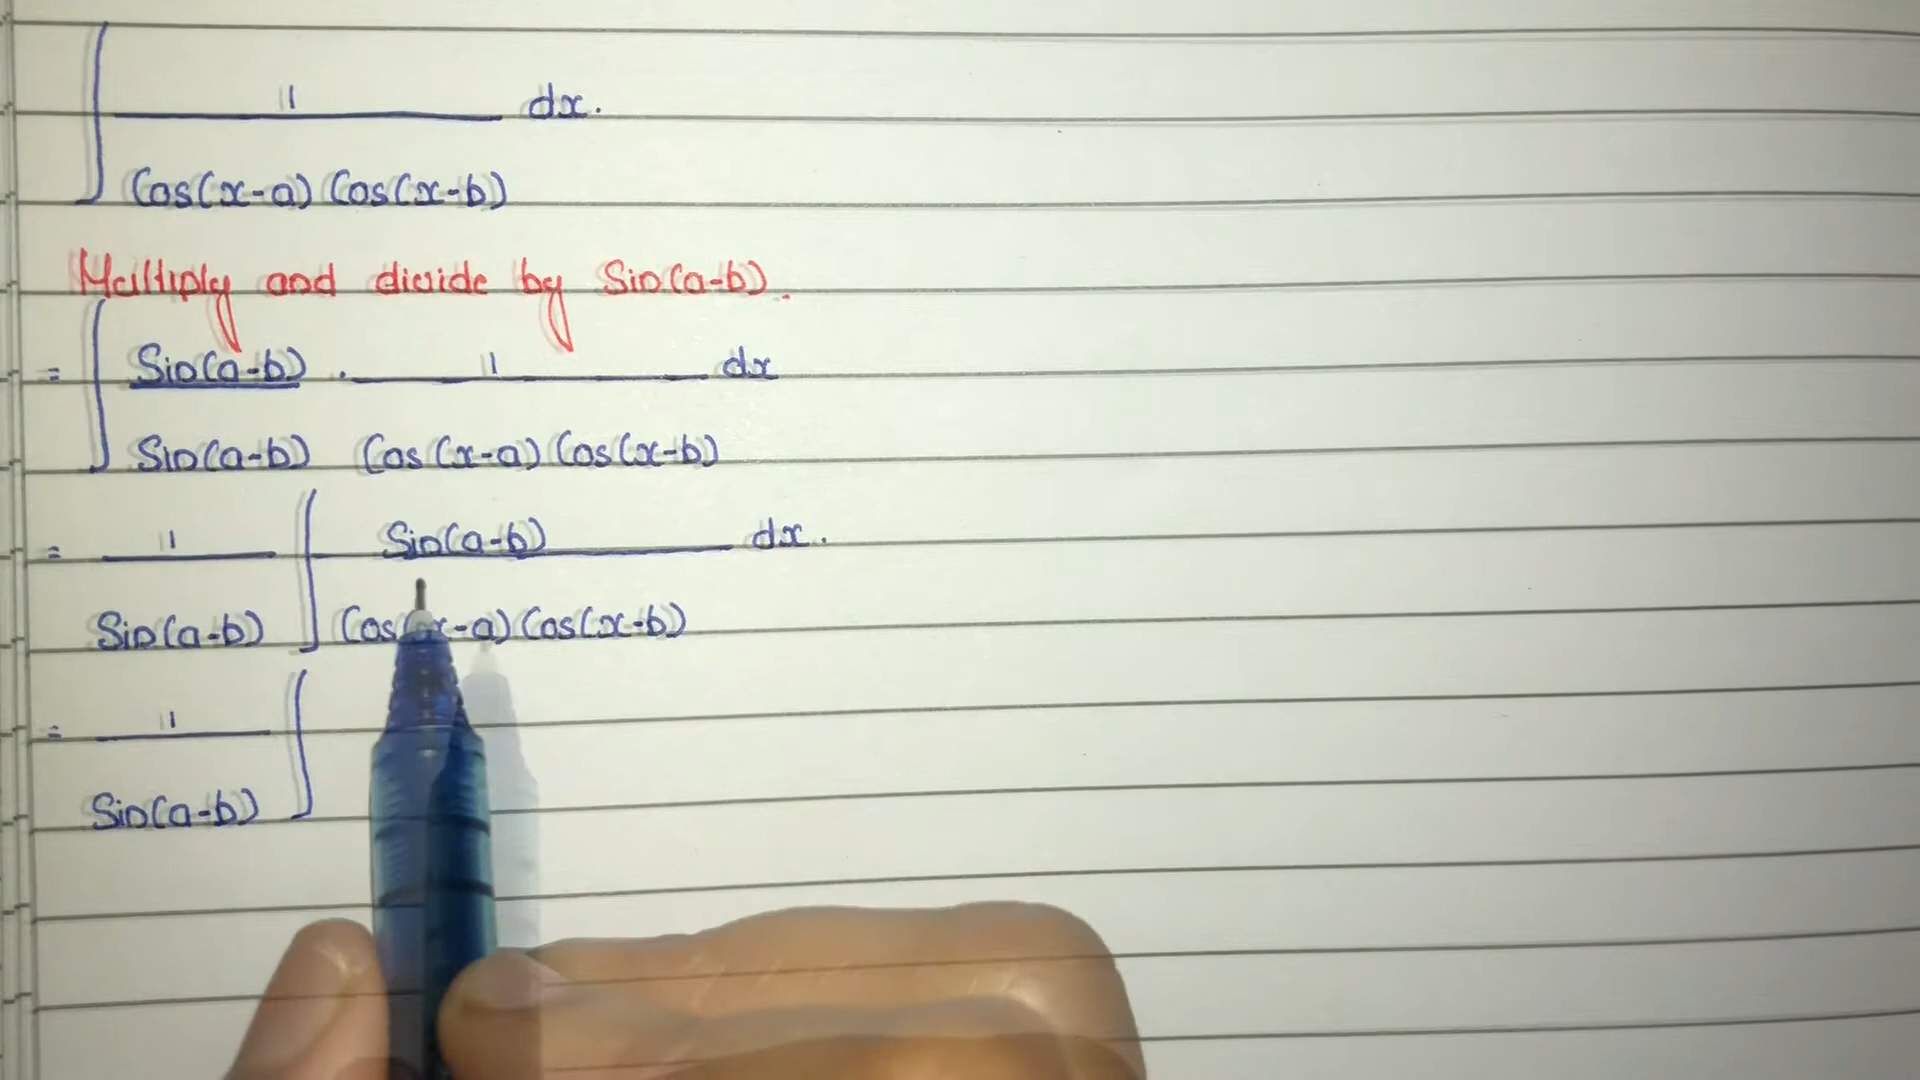 ∫ 1 dx.
Cos(x-a) Cos(x-b)
Multiply and divide by Sin(a-b).
= ∫ Sin(a-b) . 1 dx
Sin(a-b) Cos(x-a) Cos(x-b)
= 1 ∫ Sin(a-b) dx.
Sin(a-b) Cos(x-a) Cos(x-b)
= 1 ∫
Sin(a-b)